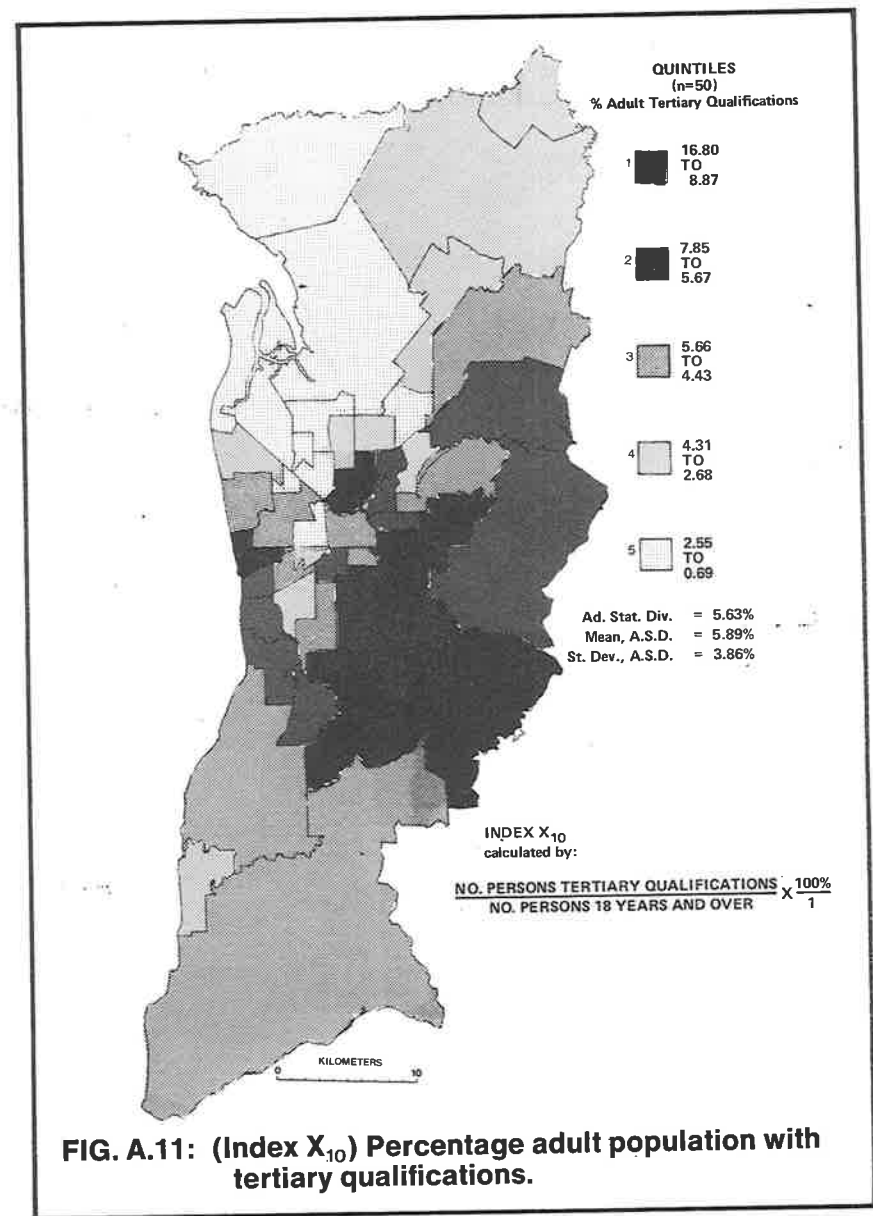 QUINTILES
(n=50)
% Adult Tertiary Qualifications
1 16.80
TO
8.87
2 7.85
TO
5.67
3 5.66
TO
4.43
4 4.31
TO
2.68
5 2.55
TO
0.69
Ad. Stat. Div. = 5.63%
Mean, A.S.D. = 5.89%
St. Dev., A.S.D. = 3.86%
INDEX X₁₀
calculated by:
NO. PERSONS TERTIARY QUALIFICATIONS X 100%
NO. PERSONS 18 YEARS AND OVER 1
KILOMETERS
0 10
FIG. A.11: (Index X₁₀) Percentage adult population with
tertiary qualifications.